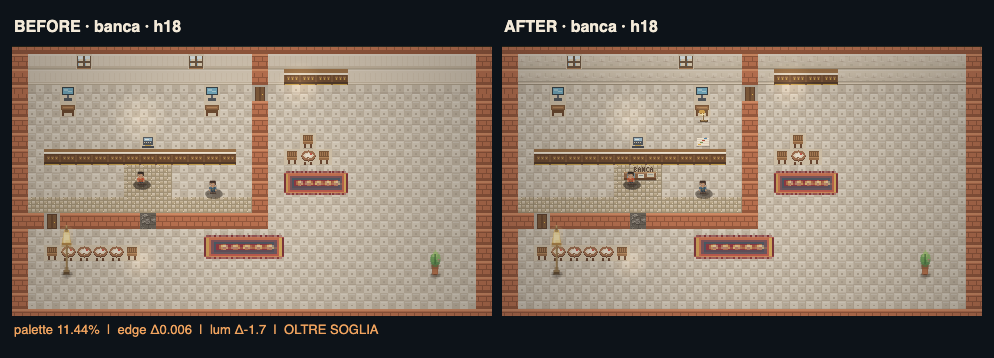 BEFORE · banca · h18
AFTER · banca · h18
BANCA
palette 11.44% | edge Δ0.006 | lum Δ-1.7 | OLTRE SOGLIA